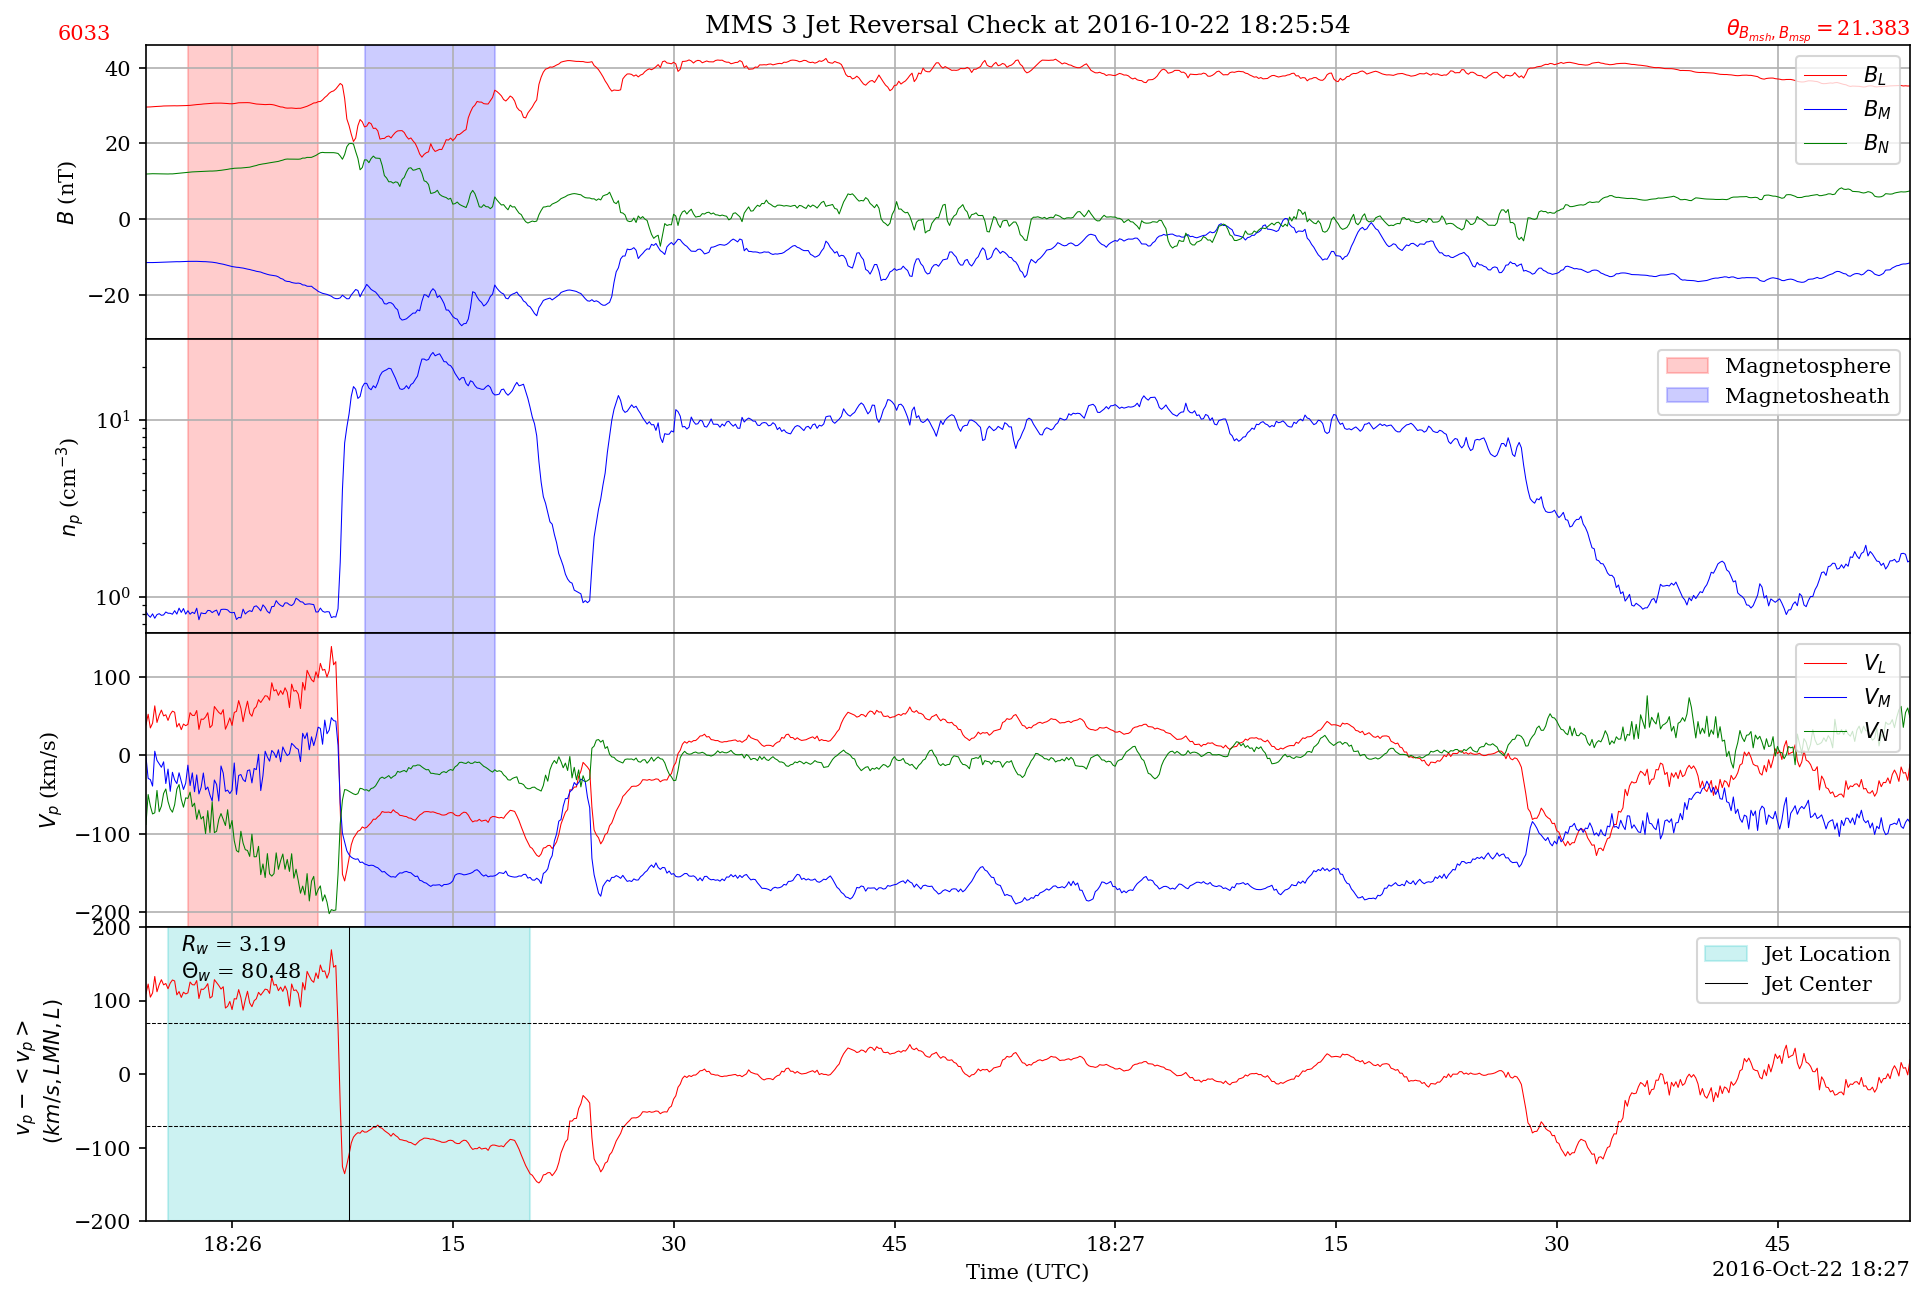 MMS 3 Jet Reversal Check at 2016-10-22 18:25:54
6033
θ_{B_{msh}, B_{msp}} = 21.383
40
20
0
−20
B (nT)
B_L
B_M
B_N
10^1
10^0
n_p (cm^{−3})
Magnetosphere
Magnetosheath
100
0
−100
−200
V_p (km/s)
V_L
V_M
V_N
200
100
0
−100
−200
v_p − < v_p >
(km/s, LMN, L)
R_w = 3.19
Θ_w = 80.48
Jet Location
Jet Center
18:26 15 30 45 18:27 15 30 45
Time (UTC)
2016-Oct-22 18:27